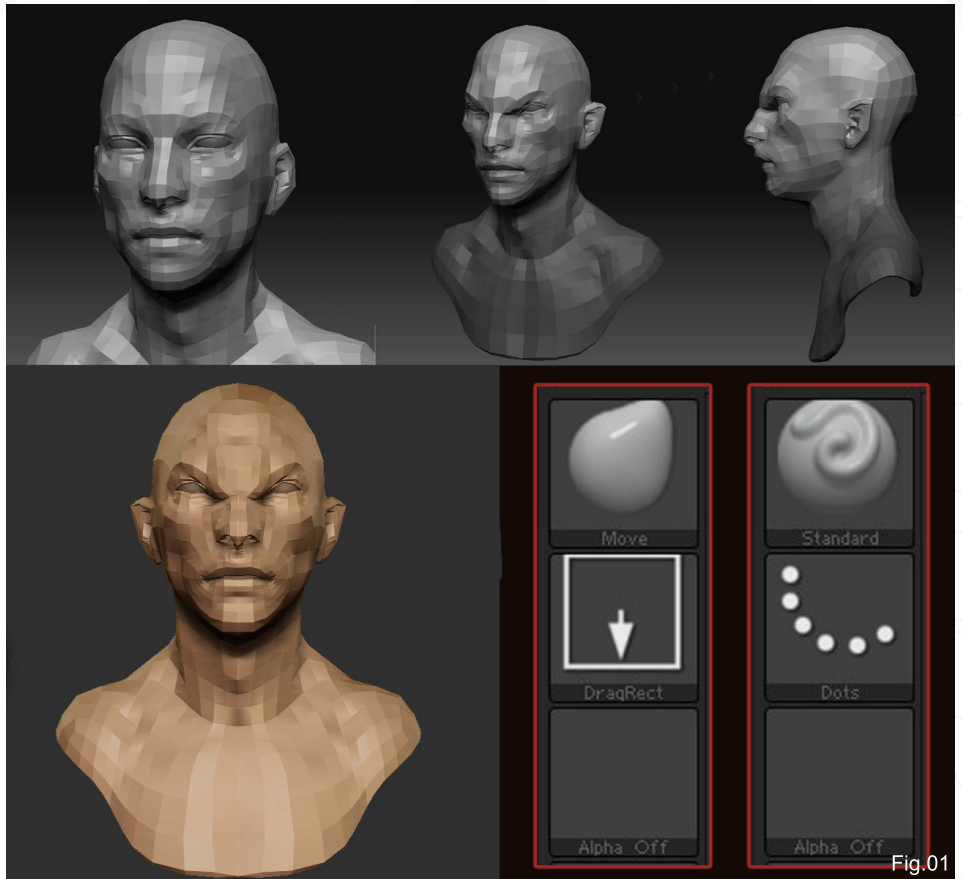 Move
Standard
DragRect
Dots
Alpha Off
Alpha Off
Fig.01